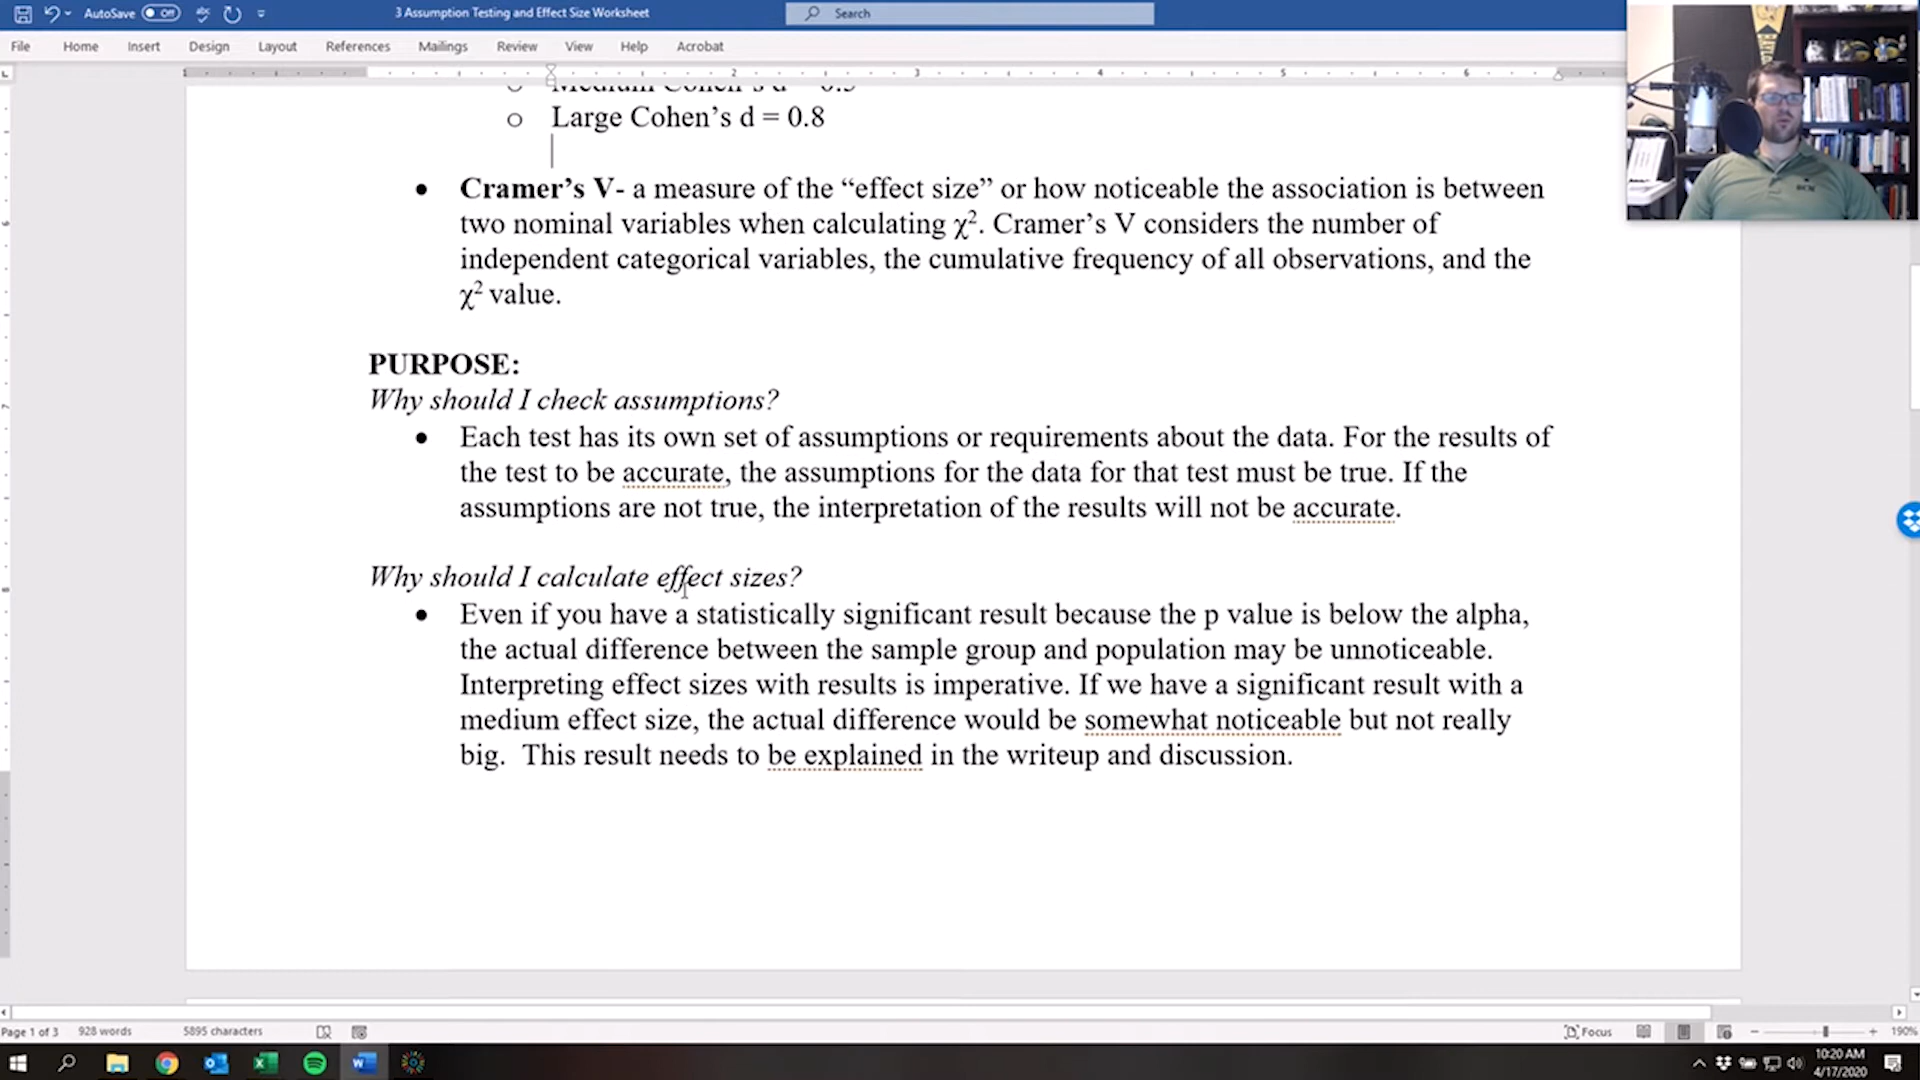 AutoSave Off 3 Assumption Testing and Effect Size Worksheet Search
File Home Insert Design Layout References Mailings Review View Help Acrobat
1 2 3 4 5 6
o Medium Cohen's d = 0.5
o Large Cohen’s d = 0.8
• Cramer’s V- a measure of the “effect size” or how noticeable the association is between
two nominal variables when calculating χ². Cramer’s V considers the number of
independent categorical variables, the cumulative frequency of all observations, and the
χ² value.
PURPOSE:
Why should I check assumptions?
• Each test has its own set of assumptions or requirements about the data. For the results of
the test to be accurate, the assumptions for the data for that test must be true. If the
assumptions are not true, the interpretation of the results will not be accurate.
Why should I calculate effect sizes?
• Even if you have a statistically significant result because the p value is below the alpha,
the actual difference between the sample group and population may be unnoticeable.
Interpreting effect sizes with results is imperative. If we have a significant result with a
medium effect size, the actual difference would be somewhat noticeable but not really
big. This result needs to be explained in the writeup and discussion.
Page 1 of 3 928 words 5895 characters Focus 190%
10:20 AM
4/17/2020